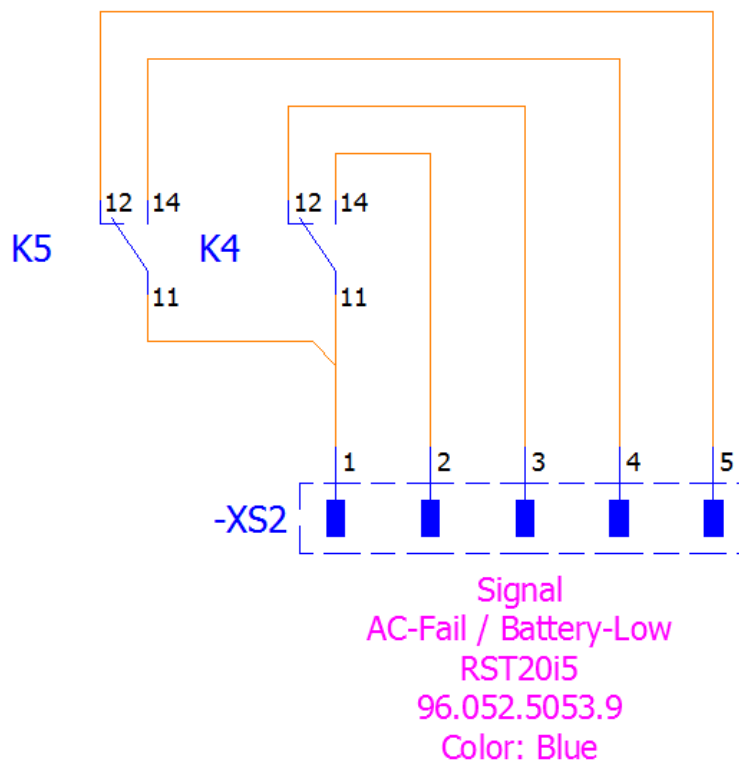 12 14 12 14
K5 K4
11 11
1 2 3 4 5
-XS2
Signal
AC-Fail / Battery-Low
RST20i5
96.052.5053.9
Color: Blue